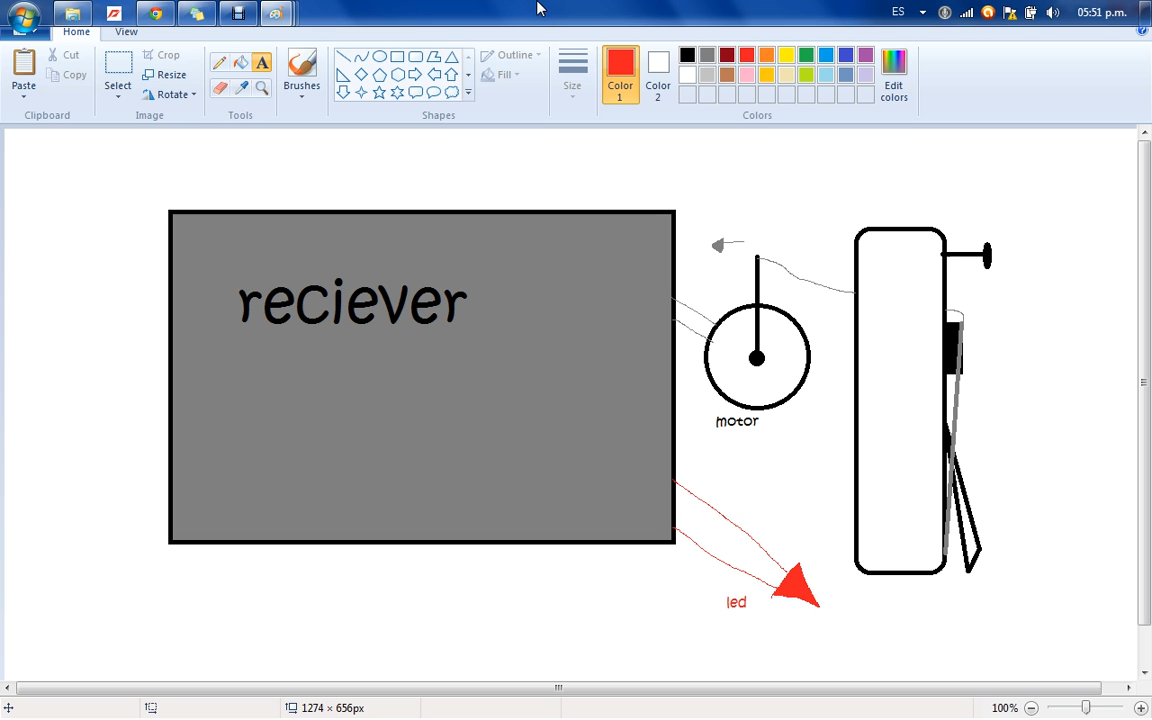 ES 05:51 p.m.
Home View
Cut
Copy
Paste
Crop
Resize
Rotate
Select
Brushes
Outline
Fill
Size
Color 1
Color 2
Edit colors
Clipboard Image Tools Shapes Colors
reciever
motor
led
1274 × 656px 100%